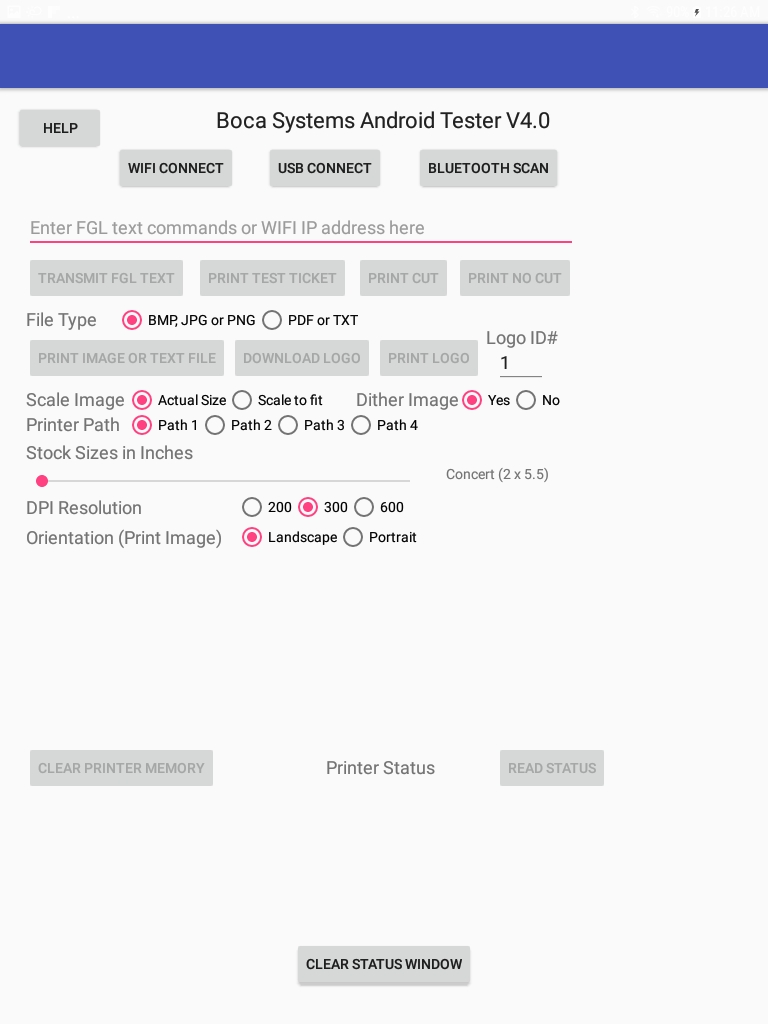 Boca Systems Android Tester V4.0
HELP
WIFI CONNECT USB CONNECT BLUETOOTH SCAN
Enter FGL text commands or WIFI IP address here
TRANSMIT FGL TEXT PRINT TEST TICKET PRINT CUT PRINT NO CUT
File Type BMP, JPG or PNG PDF or TXT
Logo ID#
PRINT IMAGE OR TEXT FILE DOWNLOAD LOGO PRINT LOGO 1
Scale Image Actual Size Scale to fit Dither Image Yes No
Printer Path Path 1 Path 2 Path 3 Path 4
Stock Sizes in Inches
Concert (2 x 5.5)
DPI Resolution 200 300 600
Orientation (Print Image) Landscape Portrait
CLEAR PRINTER MEMORY Printer Status READ STATUS
CLEAR STATUS WINDOW